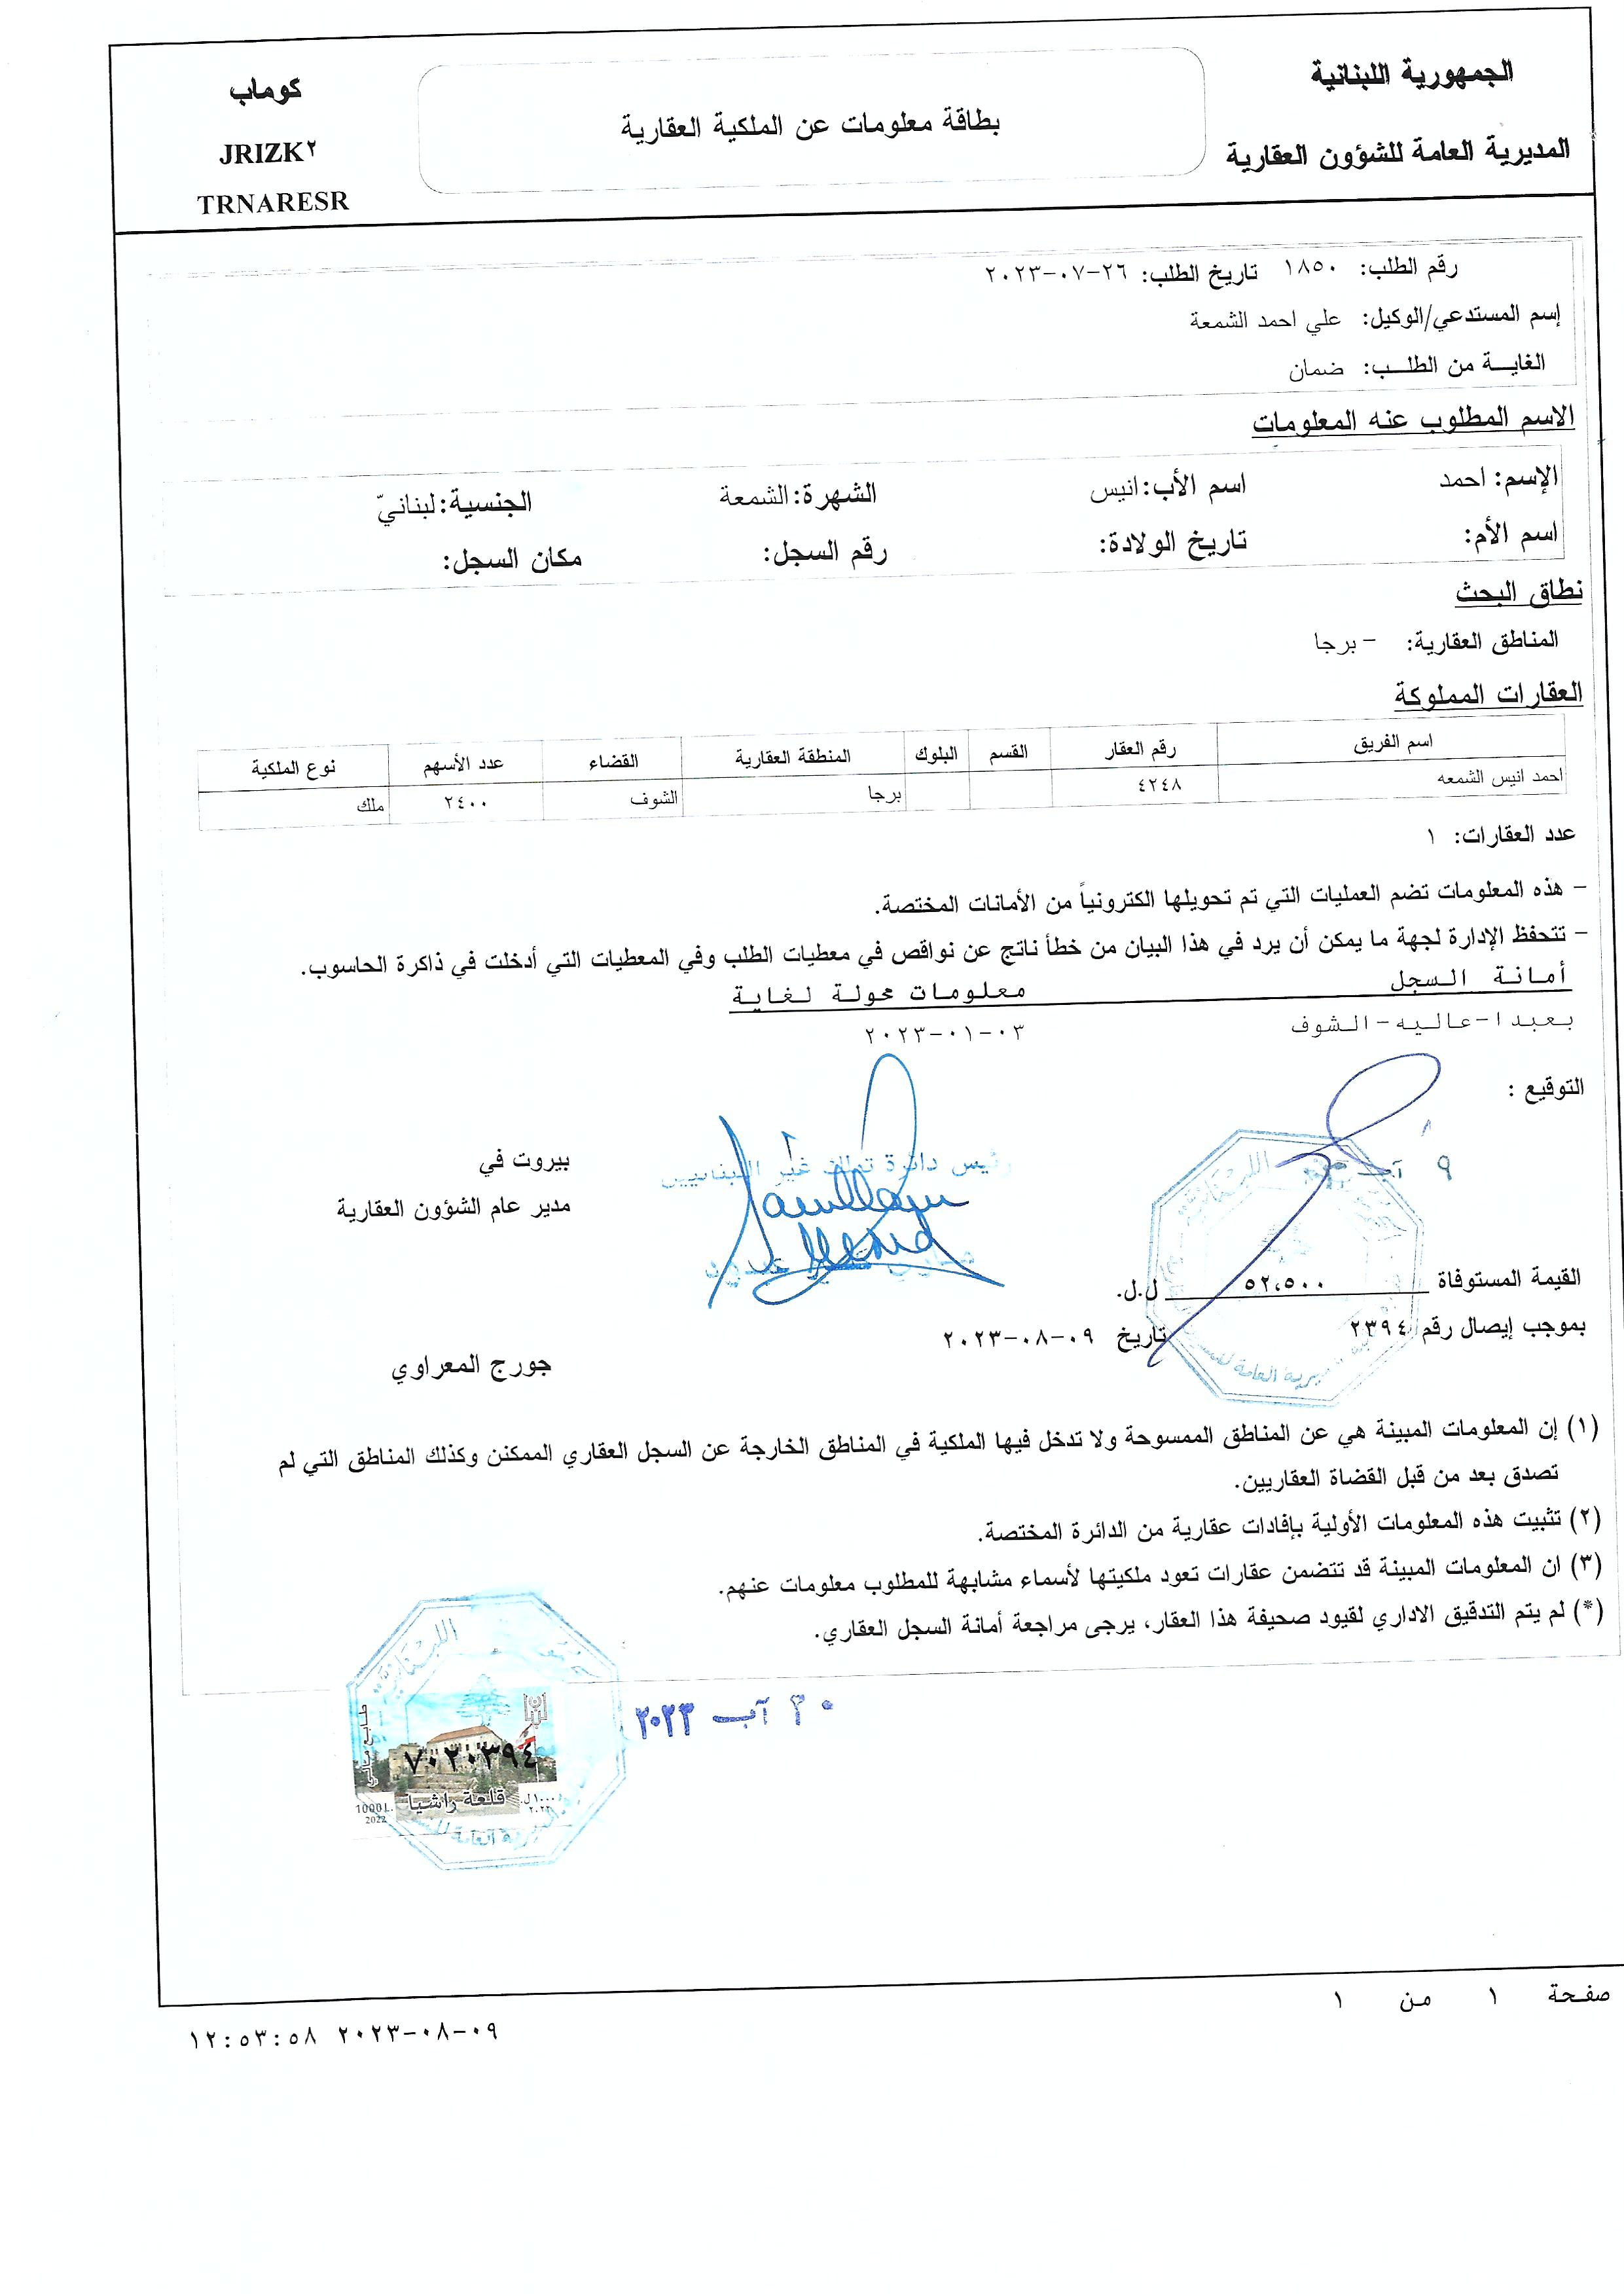 الجمهورية اللبنانية
المديرية العامة للشؤون العقارية
بطاقة معلومات عن الملكية العقارية
كوماب
JRIZK٢
TRNARESR
رقم الطلب: ١٨٥٠ تاريخ الطلب: ٢٦-٠٧-٢٠٢٣
إسم المستدعي/الوكيل: علي احمد الشمعة
الغايـــة من الطلـــب: ضمان
الاسم المطلوب عنه المعلومات
الإسم: احمد اسم الأب: انيس الشهرة: الشمعة الجنسية: لبنانيّ
اسم الأم: تاريخ الولادة: رقم السجل: مكان السجل:
نطاق البحث
المناطق العقارية: - برجا
العقارات المملوكة
اسم الفريق رقم العقار القسم البلوك المنطقة العقارية القضاء عدد الأسهم نوع الملكية
احمد انيس الشمعه ٤٢٤٨ برجا الشوف ٢٤٠٠ ملك
عدد العقارات: ١
- هذه المعلومات تضم العمليات التي تم تحويلها الكترونياً من الأمانات المختصة.
- تتحفظ الإدارة لجهة ما يمكن أن يرد في هذا البيان من خطأ ناتج عن نواقص في معطيات الطلب وفي المعطيات التي أدخلت في ذاكرة الحاسوب.
أمانة السجل معلومات محولة لغاية
بعبدا-عاليه-الشوف ٠٣-٠١-٢٠٢٣
التوقيع :
٩ آب
رئيس دائرة تملك غير اللبنانيين
بيروت في
مدير عام الشؤون العقارية
القيمة المستوفاة ٥٢،٥٠٠ ل.ل.
بموجب إيصال رقم ٢٣٩٤ تاريخ ٠٩-٠٨-٢٠٢٣
جورج المعراوي
(١) إن المعلومات المبينة هي عن المناطق الممسوحة ولا تدخل فيها الملكية في المناطق الخارجة عن السجل العقاري الممكنن وكذلك المناطق التي لم
تصدق بعد من قبل القضاة العقاريين.
(٢) تثبيت هذه المعلومات الأولية بإفادات عقارية من الدائرة المختصة.
(٣) ان المعلومات المبينة قد تتضمن عقارات تعود ملكيتها لأسماء مشابهة للمطلوب معلومات عنهم.
(*) لم يتم التدقيق الاداري لقيود صحيفة هذا العقار، يرجى مراجعة أمانة السجل العقاري.
آب ٢٠٢٣
اللبنانية
طابع مالي
٧٠٢٠٣٩٤
قلعة راشيا
1000 L.
2022
١٠٠٠ ل.
٢٠٢٢
صفحة ١ من ١
٠٩-٠٨-٢٠٢٣ ١٢:٥٣:٥٨